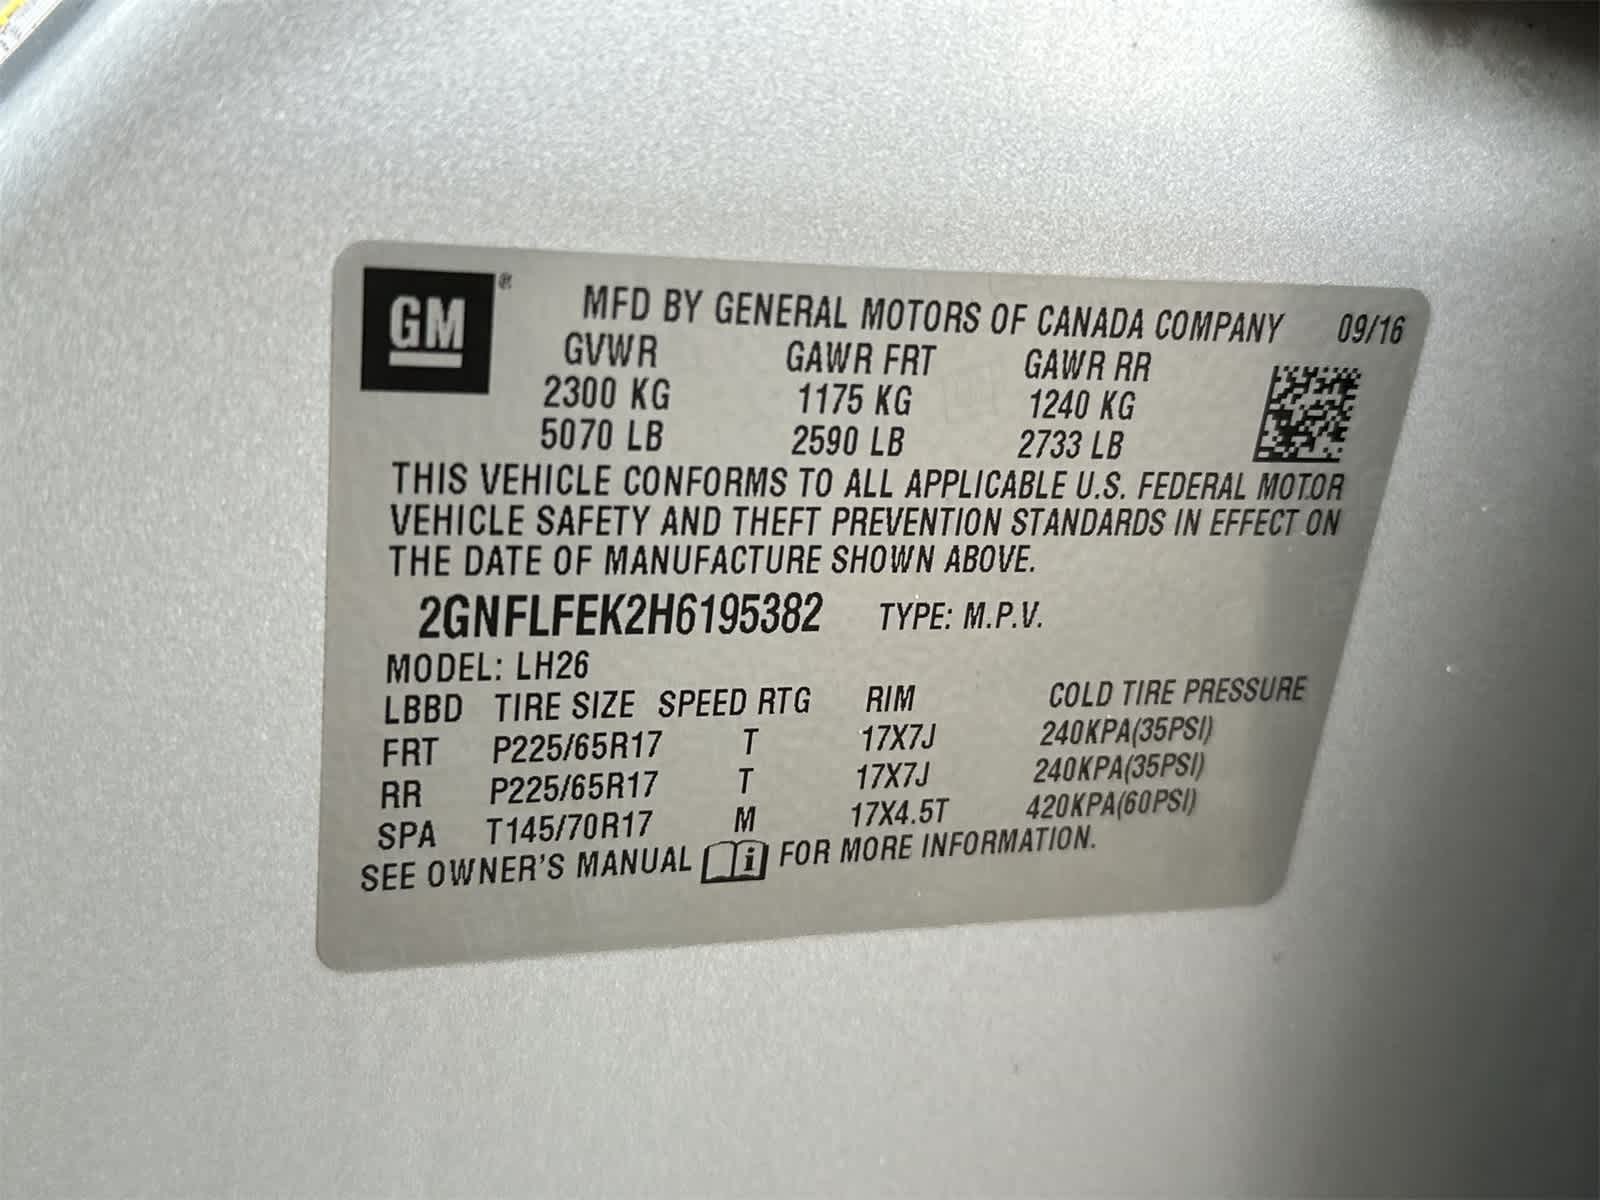 GM®
MFD BY GENERAL MOTORS OF CANADA COMPANY 09/16
GVWR GAWR FRT GAWR RR
2300 KG 1175 KG 1240 KG
5070 LB 2590 LB 2733 LB
THIS VEHICLE CONFORMS TO ALL APPLICABLE U.S. FEDERAL MOTOR
VEHICLE SAFETY AND THEFT PREVENTION STANDARDS IN EFFECT ON
THE DATE OF MANUFACTURE SHOWN ABOVE.
2GNFLFEK2H6195382 TYPE: M.P.V.
MODEL: LH26
LBBD TIRE SIZE SPEED RTG RIM COLD TIRE PRESSURE
FRT P225/65R17 T 17X7J 240KPA(35PSI)
RR P225/65R17 T 17X7J 240KPA(35PSI)
SPA T145/70R17 M 17X4.5T 420KPA(60PSI)
SEE OWNER'S MANUAL i FOR MORE INFORMATION.